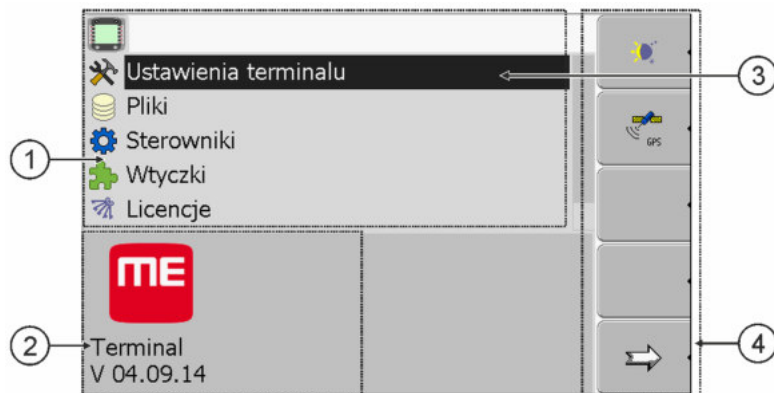 Ustawienia terminalu
Pliki
Sterowniki
Wtyczki
Licencje
ME
Terminal
V 04.09.14
GPS
1
2
3
4